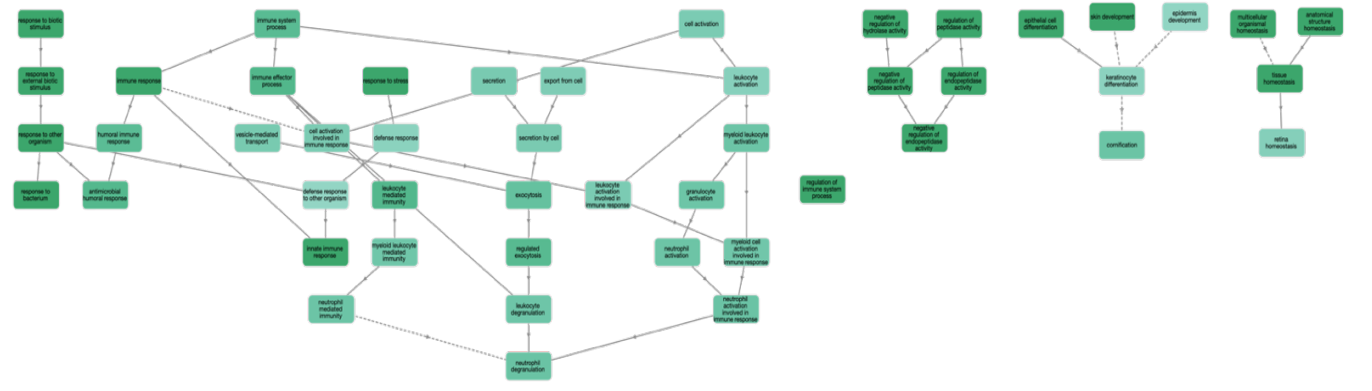 response to biotic
stimulus
immune system
process
cell activation
negative
regulation of
hydrolase activity
regulation of
peptidase activity
epithelial cell
differentiation
skin development
epidermis
development
multicellular
organismal
homeostasis
anatomical
structure
homeostasis
response to
external biotic
stimulus
immune response
immune effector
process
response to stress
secretion
export from cell
leukocyte
activation
negative
regulation of
peptidase activity
regulation of
endopeptidase
activity
keratinocyte
differentiation
tissue
homeostasis
response to other
organism
humoral immune
response
vesicle-mediated
transport
cell activation
involved in
immune response
defense response
secretion by cell
myeloid leukocyte
activation
negative
regulation of
endopeptidase
activity
cornification
retina
homeostasis
response to
bacterium
antimicrobial
humoral response
defense response
to other organism
leukocyte
mediated
immunity
exocytosis
leukocyte
activation
involved in
immune response
granulocyte
activation
regulation of
immune system
process
innate immune
response
myeloid leukocyte
mediated
immunity
regulated
exocytosis
neutrophil
activation
myeloid cell
activation
involved in
immune response
neutrophil
mediated
immunity
leukocyte
degranulation
neutrophil
activation
involved in
immune response
neutrophil
degranulation